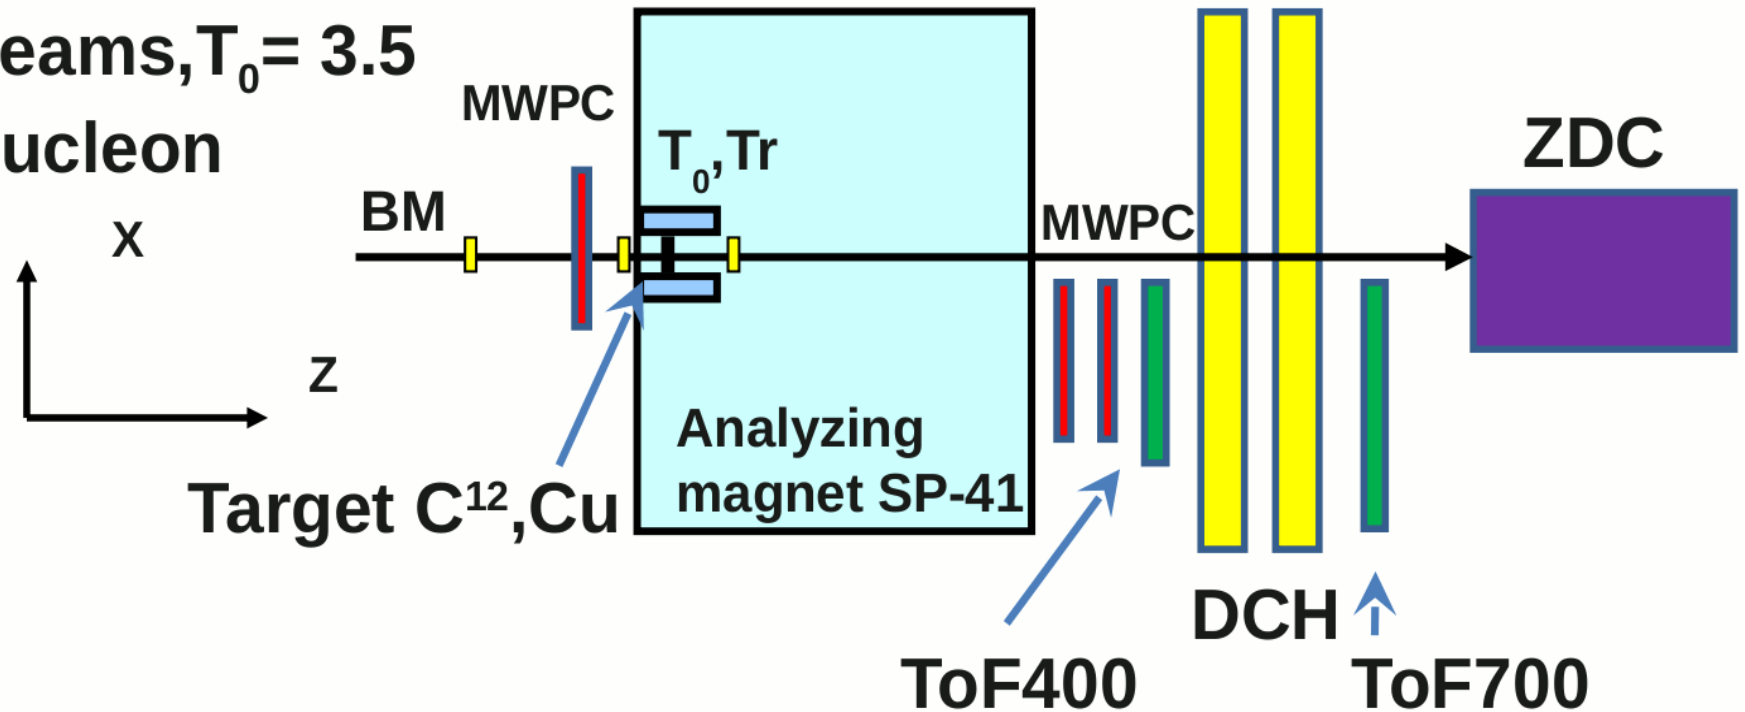 eams,T0= 3.5
ucleon
MWPC
T0,Tr
BM
X
Z
MWPC
ZDC
Analyzing
magnet SP-41
Target C12,Cu
DCH
ToF400
ToF700